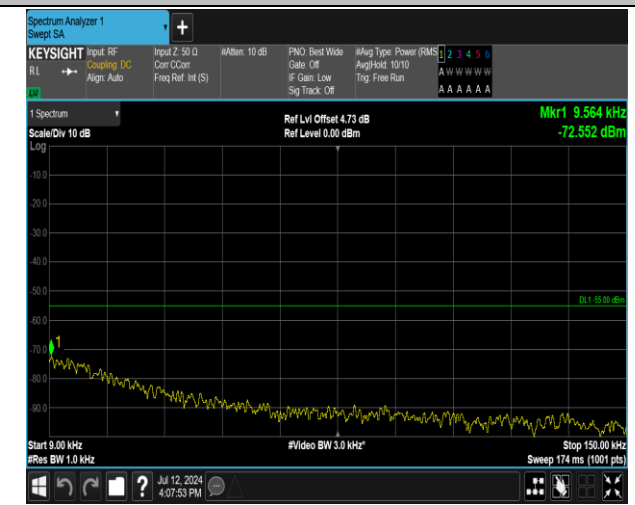 Spectrum Analyzer 1
Swept SA
+
KEYSIGHT
RL
Input: RF
Coupling: DC
Align: Auto
Input Z: 50 Ω
Corr CCorr
Freq Ref: Int (S)
#Atten: 10 dB
PNO: Best Wide
Gate: Off
IF Gain: Low
Sig Track: Off
#Avg Type: Power (RMS
Avg|Hold: 10/10
Trig: Free Run
1 2 3 4 5 6
A W W W W W
A A A A A A
1 Spectrum
Scale/Div 10 dB
Ref Lvl Offset 4.73 dB
Ref Level 0.00 dBm
Mkr1 9.564 kHz
-72.552 dBm
Log
-10.0
-20.0
-30.0
-40.0
-50.0
DL1 -55.00 dBm
-60.0
-70.0
1
-80.0
-90.0
Start 9.00 kHz
#Res BW 1.0 kHz
#Video BW 3.0 kHz*
Stop 150.00 kHz
Sweep 174 ms (1001 pts)
?
Jul 12, 2024
4:07:53 PM